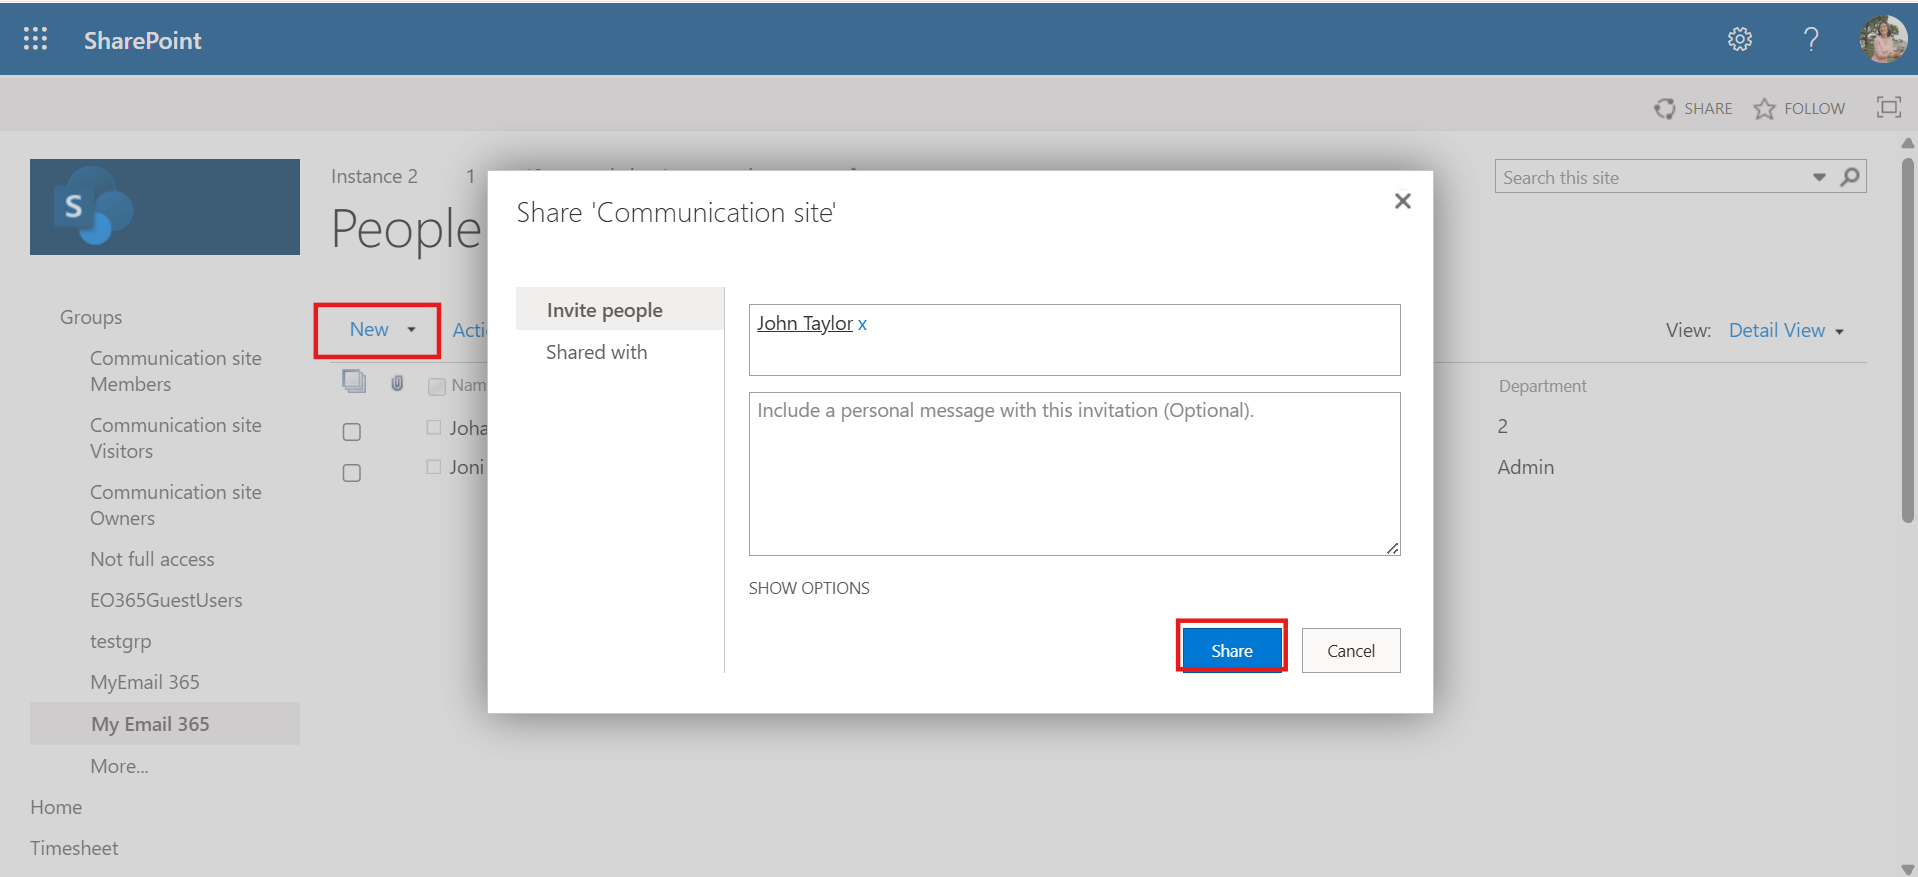 SharePoint
SHARE
FOLLOW
S
Instance 2 1
Search this site
People
Share 'Communication site'
Groups
Communication site
Members
Communication site
Visitors
Communication site
Owners
Not full access
EO365GuestUsers
testgrp
MyEmail 365
My Email 365
More...
Home
Timesheet
New
Acti
View: Detail View
Nam
Department
Joha
2
Joni
Admin
Invite people
Shared with
John Taylor x
Include a personal message with this invitation (Optional).
SHOW OPTIONS
Share
Cancel